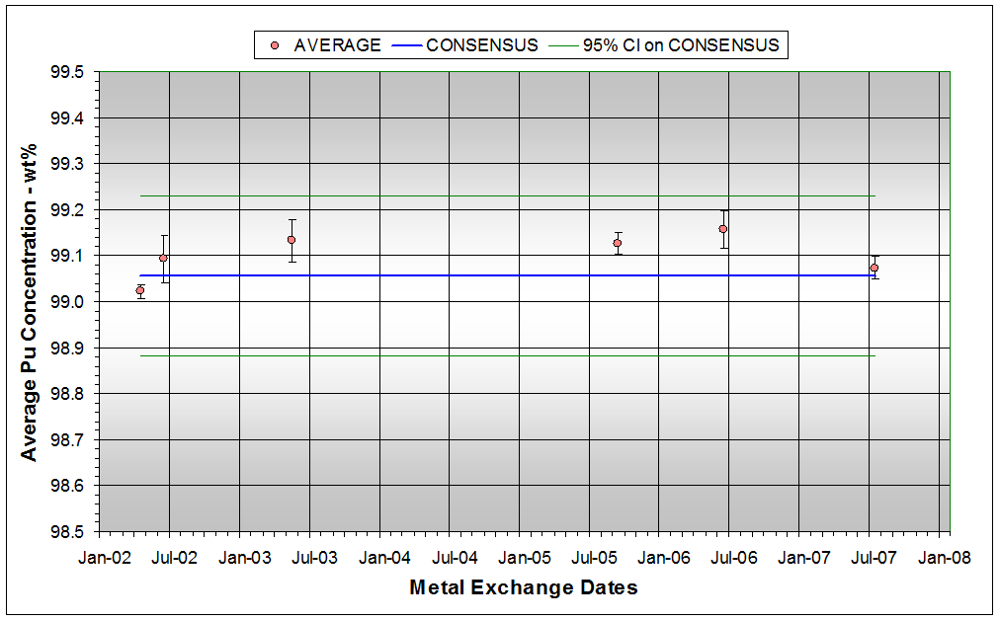 AVERAGE CONSENSUS 95% CI on CONSENSUS
99.5
99.4
99.3
99.2
99.1
99.0
98.9
98.8
98.7
98.6
98.5
Average Pu Concentration - wt%
Jan-02 Jul-02 Jan-03 Jul-03 Jan-04 Jul-04 Jan-05 Jul-05 Jan-06 Jul-06 Jan-07 Jul-07 Jan-08
Metal Exchange Dates